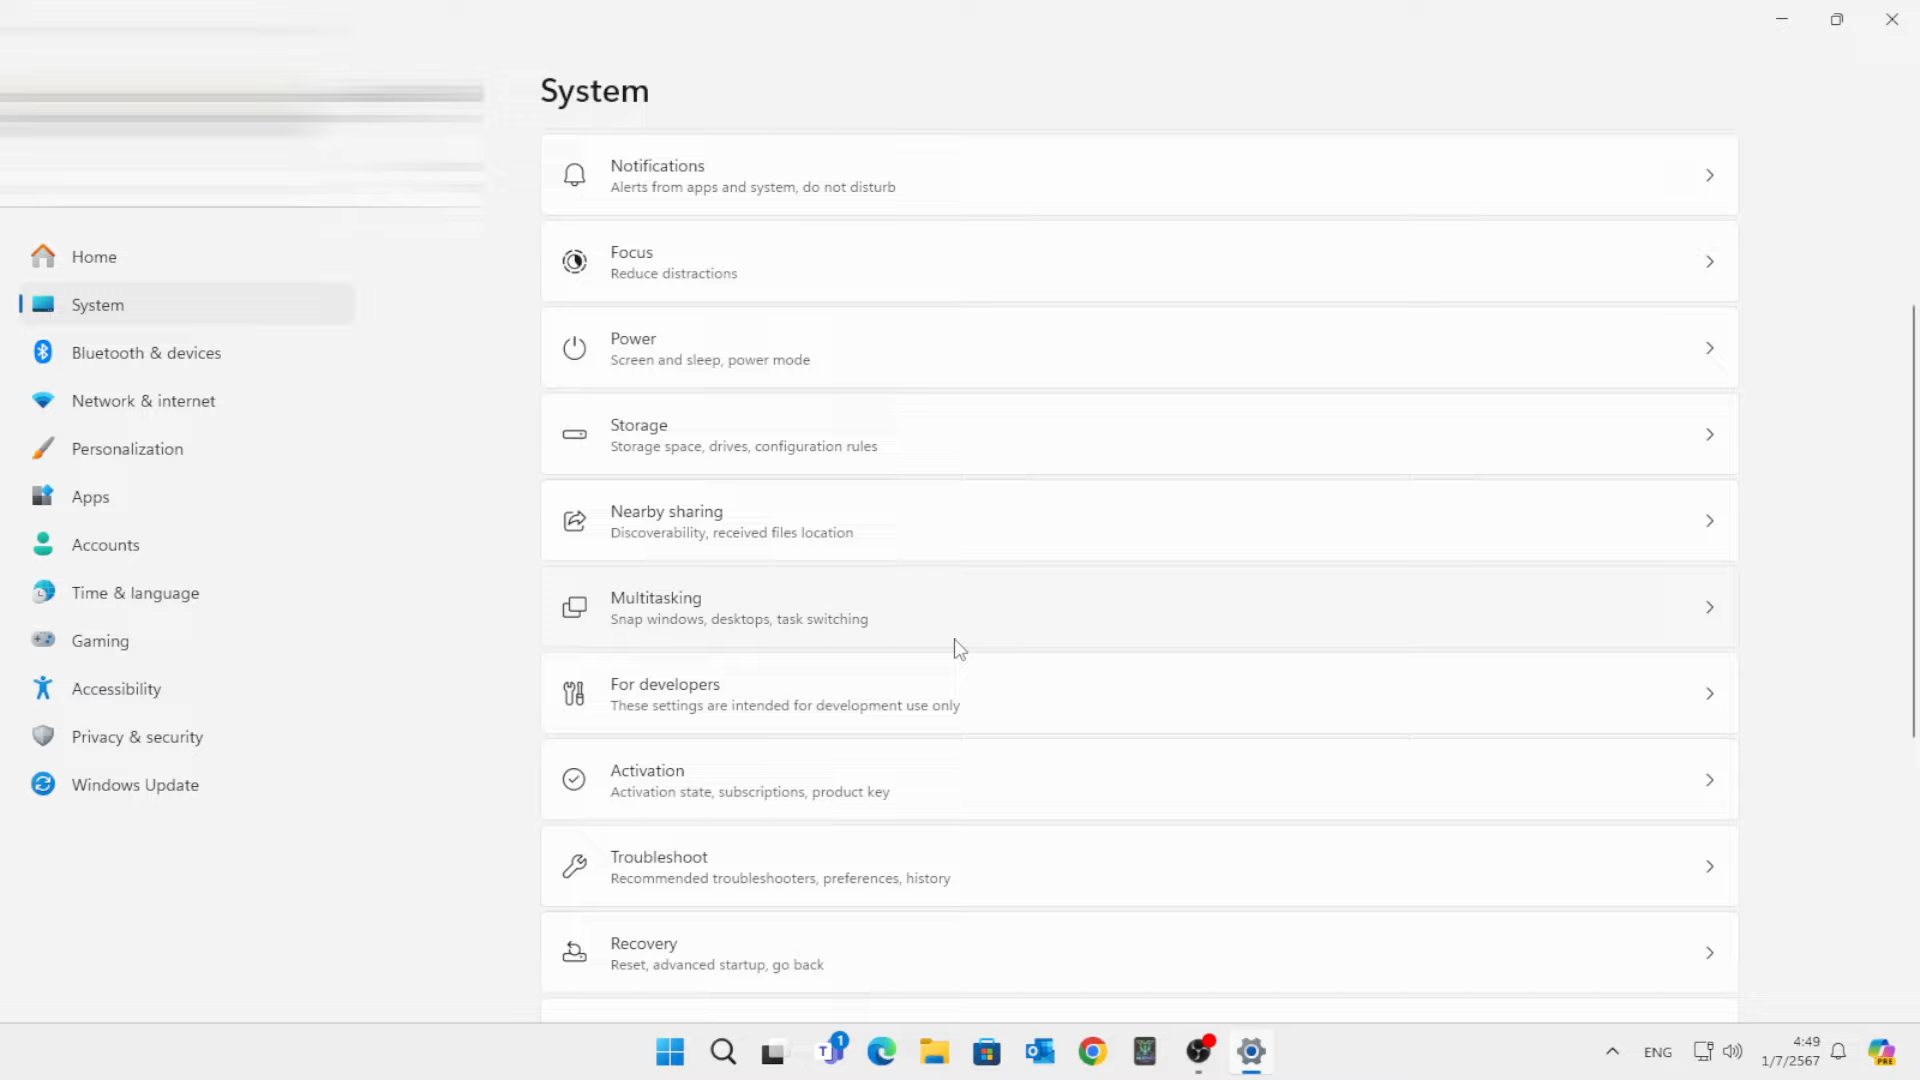 System
Notifications
Alerts from apps and system, do not disturb
Focus
Reduce distractions
Power
Screen and sleep, power mode
Storage
Storage space, drives, configuration rules
Nearby sharing
Discoverability, received files location
Multitasking
Snap windows, desktops, task switching
For developers
These settings are intended for development use only
Activation
Activation state, subscriptions, product key
Troubleshoot
Recommended troubleshooters, preferences, history
Recovery
Reset, advanced startup, go back
Home
System
Bluetooth & devices
Network & internet
Personalization
Apps
Accounts
Time & language
Gaming
Accessibility
Privacy & security
Windows Update
1
ENG
4:49
1/7/2567
PRE